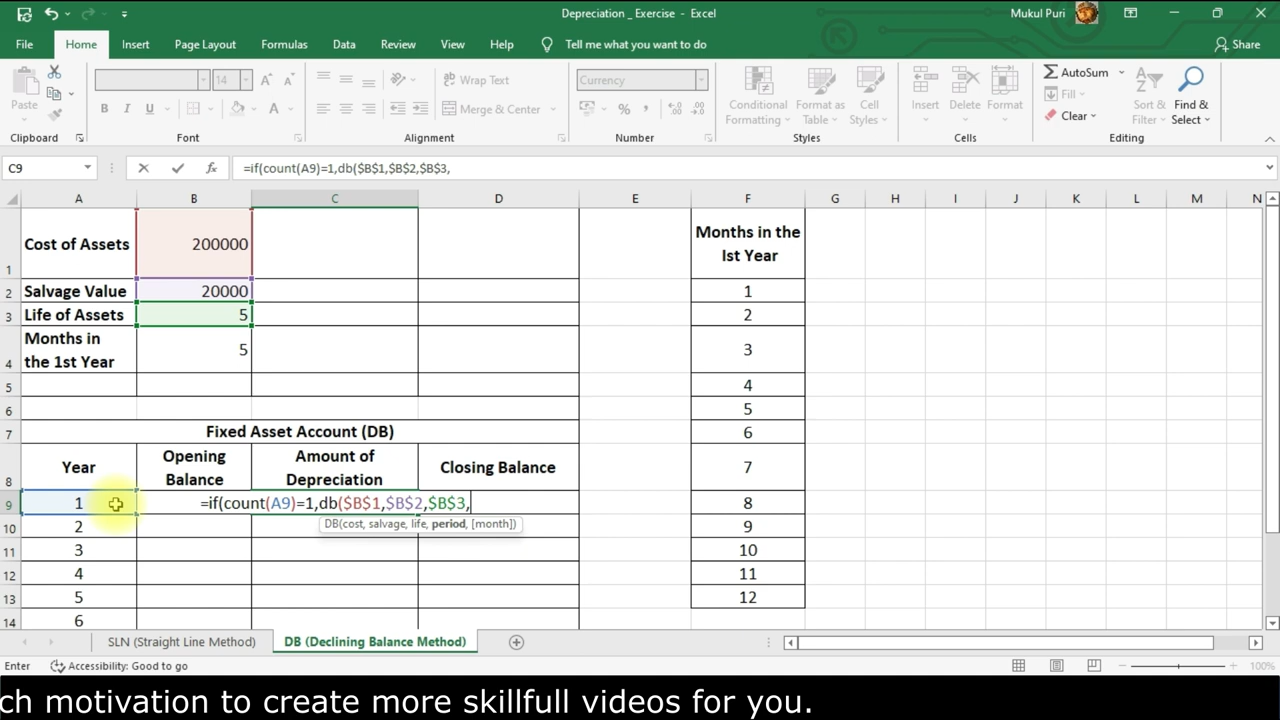 Depreciation _ Exercise - Excel
Mukul Puri
File Home Insert Page Layout Formulas Data Review View Help Tell me what you want to do Share
Paste
Clipboard
14
A A
B I U A
Font
Wrap Text
Merge & Center
Alignment
Currency
% ,
Number
Conditional Formatting
Format as Table
Cell Styles
Styles
Insert Delete Format
Cells
AutoSum
Fill
Clear
Sort & Filter
Find & Select
Editing
C9 fx =if(count(A9)=1,db($B$1,$B$2,$B$3,
A B C D E F G H I J K L M N
1 Cost of Assets 200000 Months in the Ist Year
2 Salvage Value 20000 1
3 Life of Assets 5 2
4 Months in the 1st Year 5 3
5 4
6 5
7 Fixed Asset Account (DB) 6
8 Year Opening Balance Amount of Depreciation Closing Balance 7
9 1 =if(count(A9)=1,db($B$1,$B$2,$B$3, 8
DB(cost, salvage, life, period, [month])
10 2 9
11 3 10
12 4 11
13 5 12
14 6
SLN (Straight Line Method) DB (Declining Balance Method)
Enter Accessibility: Good to go 100%
ch motivation to create more skillfull videos for you.